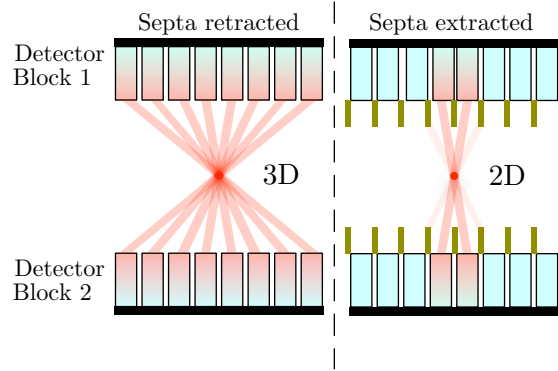 Septa retracted
Septa extracted
Detector
Block 1
3D
2D
Detector
Block 2